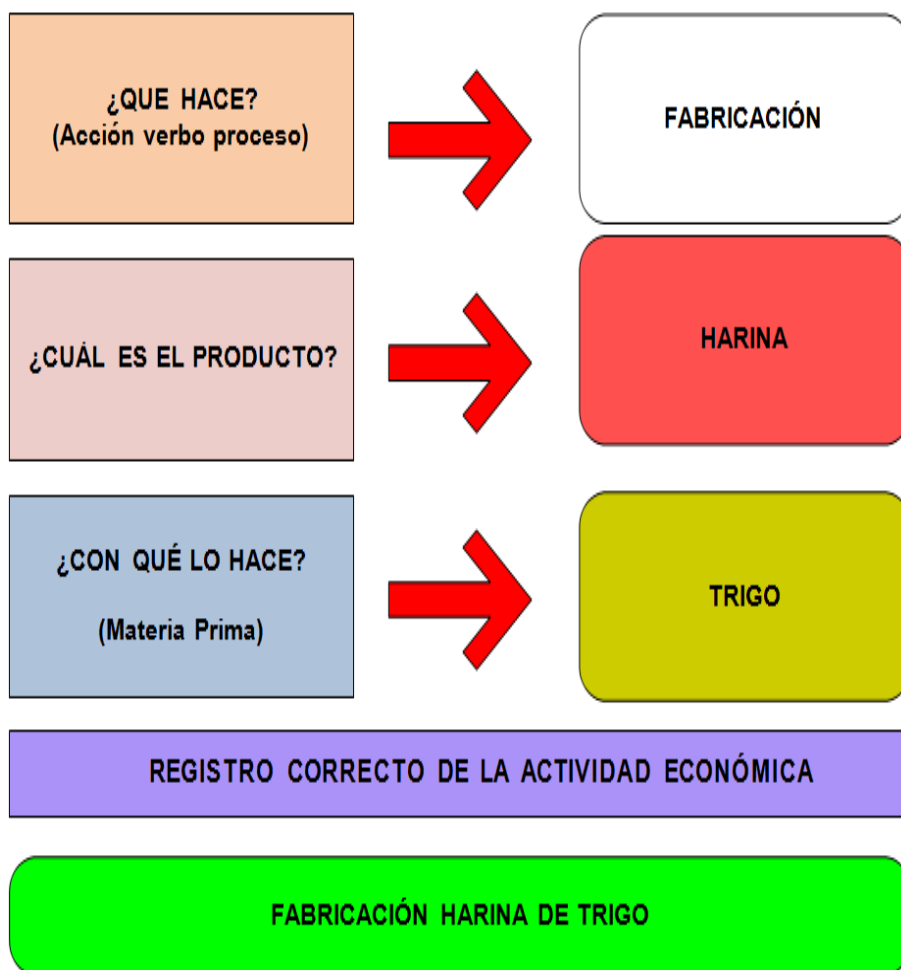 ¿QUE HACE?
(Acción verbo proceso)
FABRICACIÓN
¿CUÁL ES EL PRODUCTO?
HARINA
¿CON QUÉ LO HACE?
(Materia Prima)
TRIGO
REGISTRO CORRECTO DE LA ACTIVIDAD ECONÓMICA
FABRICACIÓN HARINA DE TRIGO